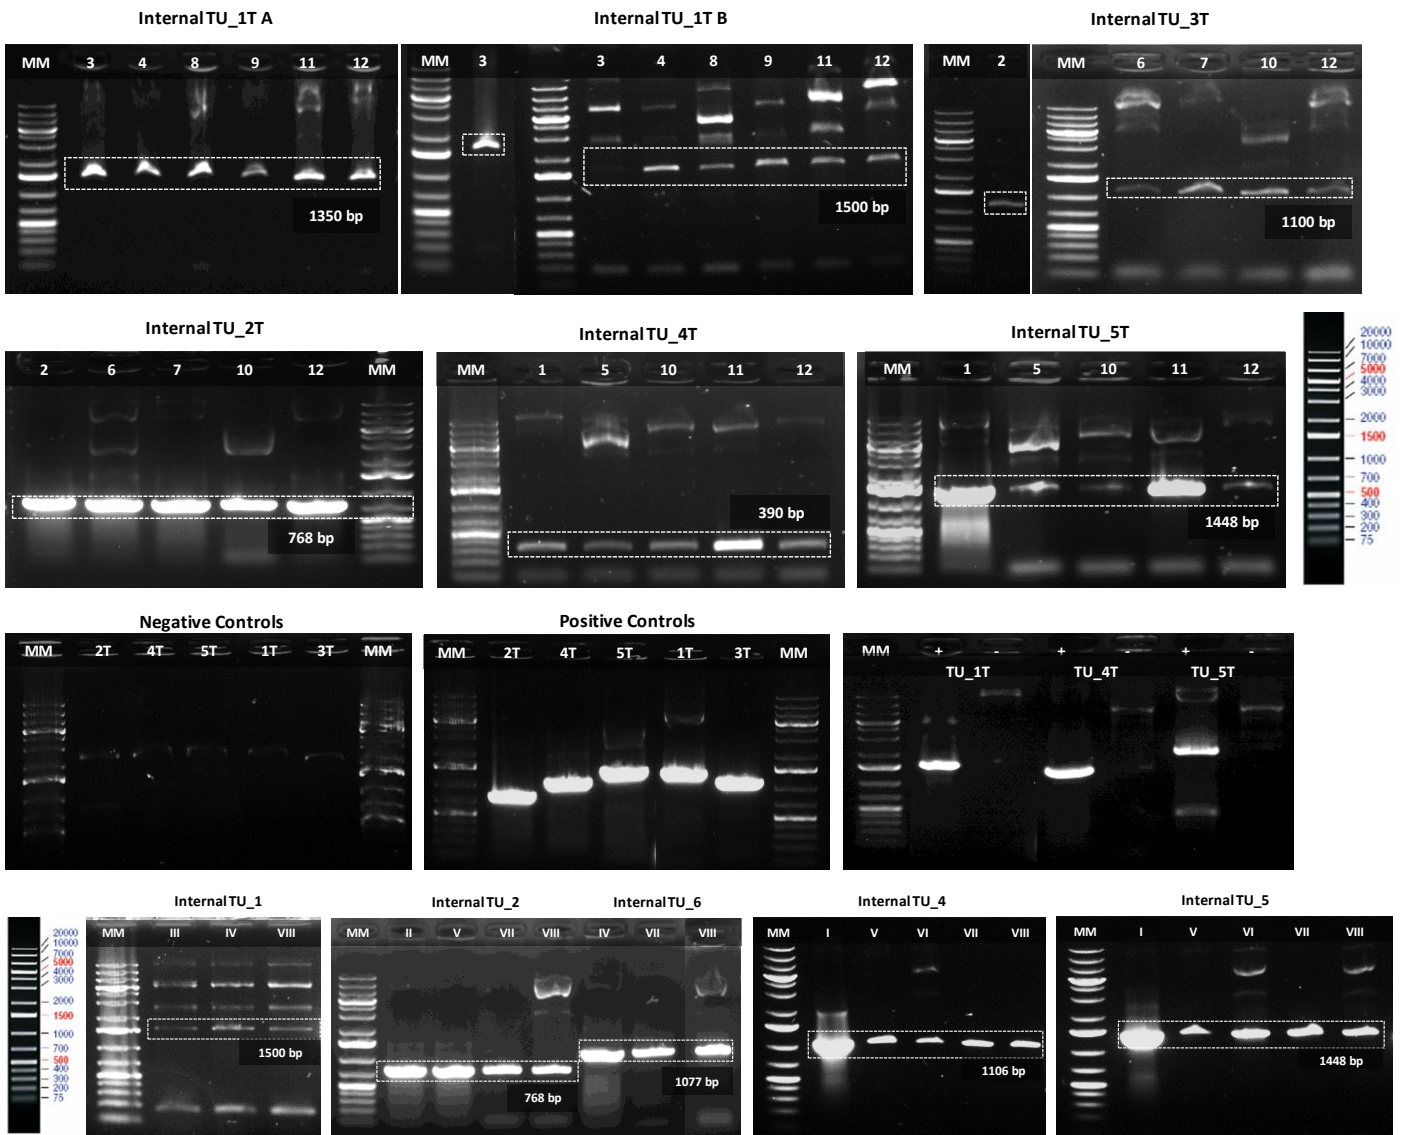 Internal TU_1T A
Internal TU_1T B
Internal TU_3T
MM 3 4 8 9 11 12
1350 bp
MM 3
3 4 8 9 11 12
1500 bp
MM 2
MM 6 7 10 12
1100 bp
Internal TU_2T
Internal TU_4T
Internal TU_5T
2 6 7 10 12 MM
768 bp
MM 1 5 10 11 12
390 bp
MM 1 5 10 11 12
1448 bp
20000
10000
7000
5000
4000
3000
2000
1500
1000
700
500
400
300
200
75
Negative Controls
Positive Controls
MM 2T 4T 5T 1T 3T MM
MM 2T 4T 5T 1T 3T MM
MM + - + - + -
TU_1T TU_4T TU_5T
Internal TU_1
Internal TU_2
Internal TU_6
Internal TU_4
Internal TU_5
20000
10000
7000
5000
4000
3000
2000
1500
1000
700
500
400
300
200
75
MM III IV VIII
1500 bp
MM II V VII VIII IV VII VIII
768 bp
1077 bp
MM I V VI VII VIII
1106 bp
MM I V VI VII VIII
1448 bp